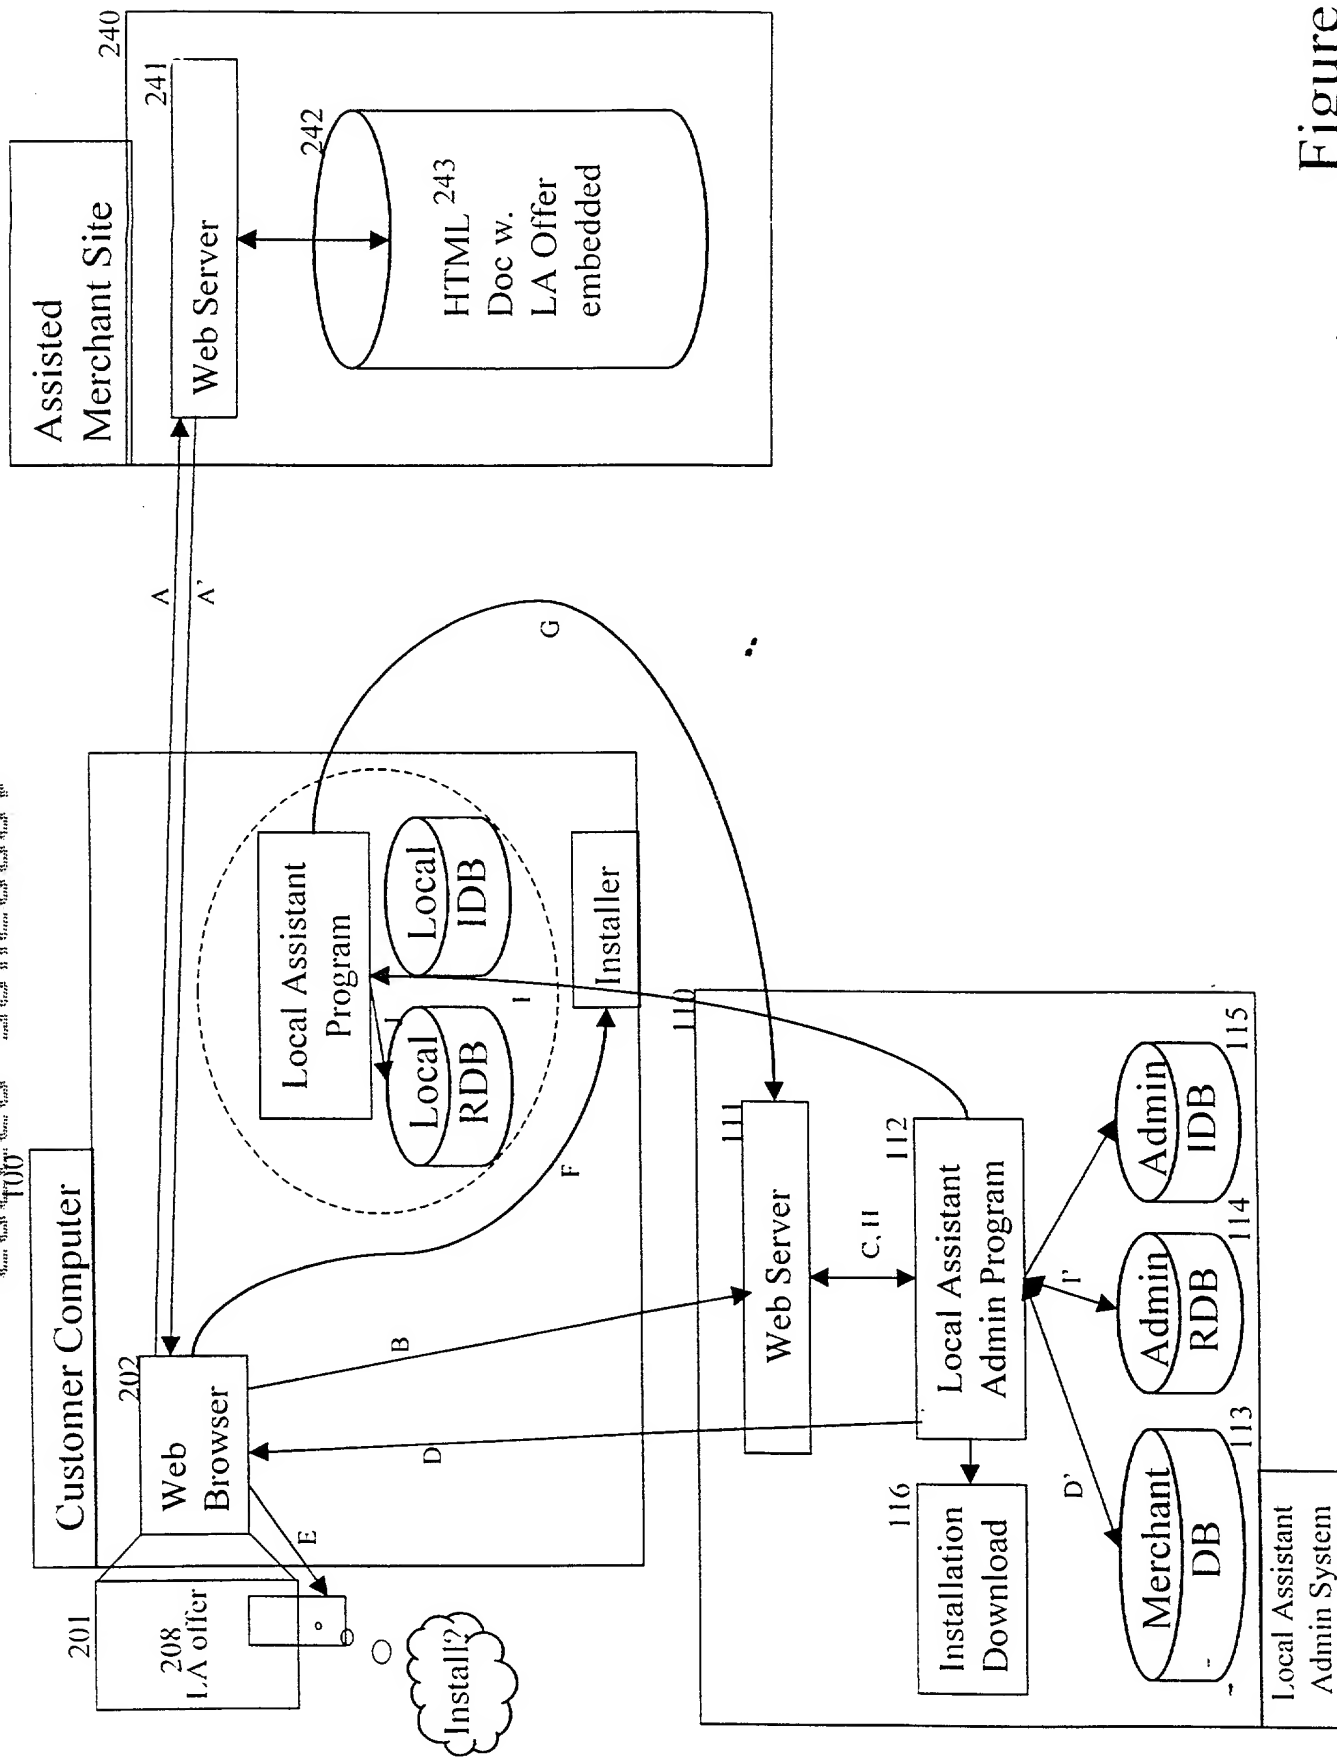 100
Customer Computer
201
208
LA offer
202
Web
Browser
E
Install?
Local Assistant
Program
J
Local
RDB
Local
IDB
I
Installer
F
B
D
G
A
A'
Assisted
Merchant Site
240
241
Web Server
242
HTML 243
Doc w.
LA Offer
embedded
110
111
Web Server
C, H
112
Local Assistant
Admin Program
116
Installation
Download
D'
I'
Merchant
DB
113
Admin
RDB
114
Admin
IDB
115
Local Assistant
Admin System
Figure